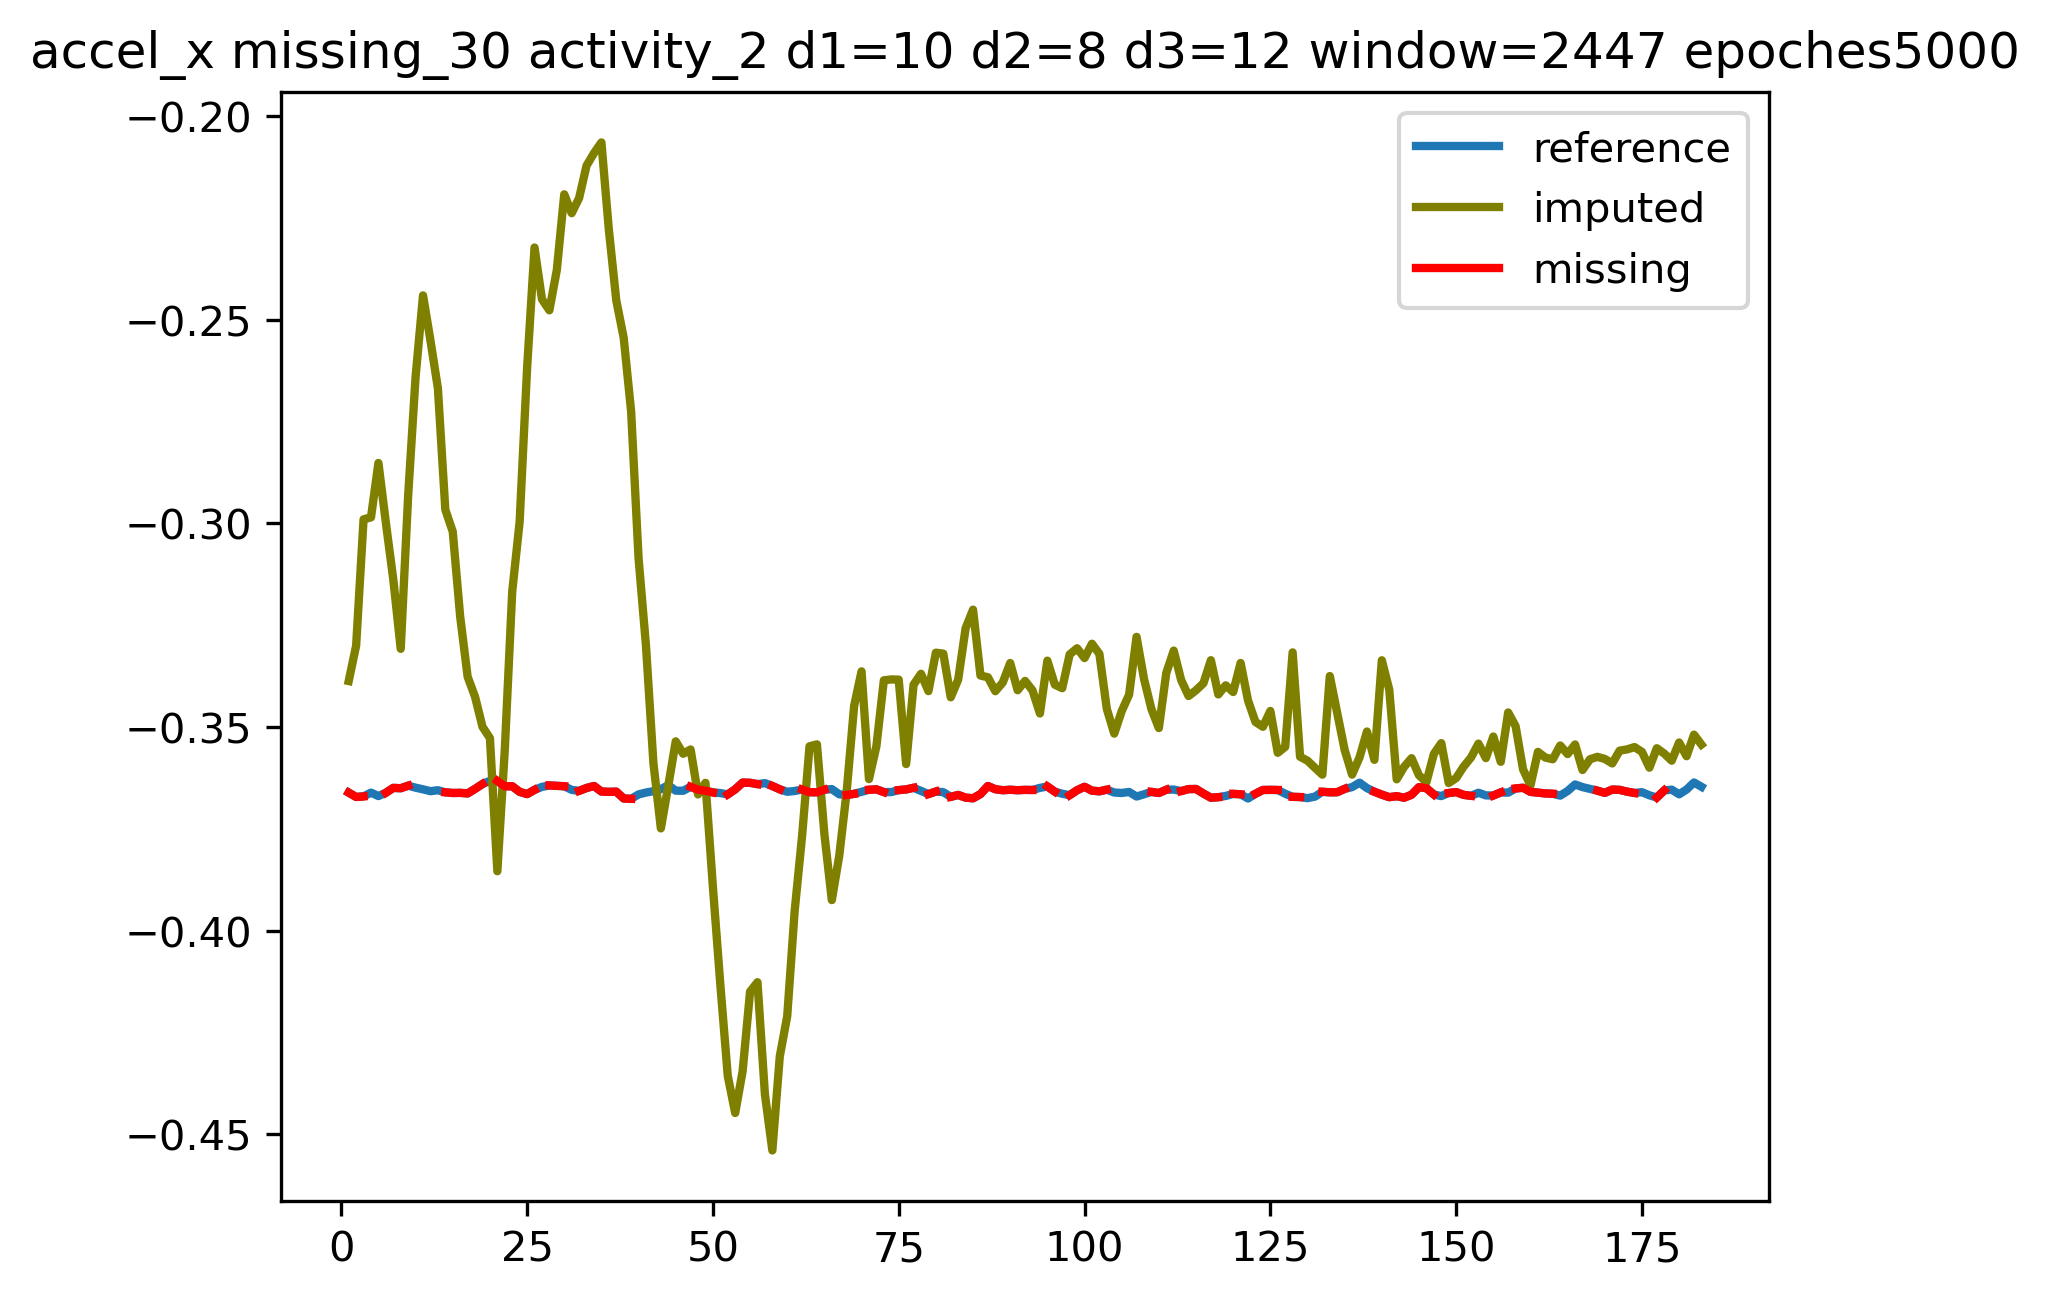 accel_x missing_30 activity_2 d1=10 d2=8 d3=12 window=2447 epoches5000
−0.20
−0.25
−0.30
−0.35
−0.40
−0.45
reference
imputed
missing
0 25 50 75 100 125 150 175